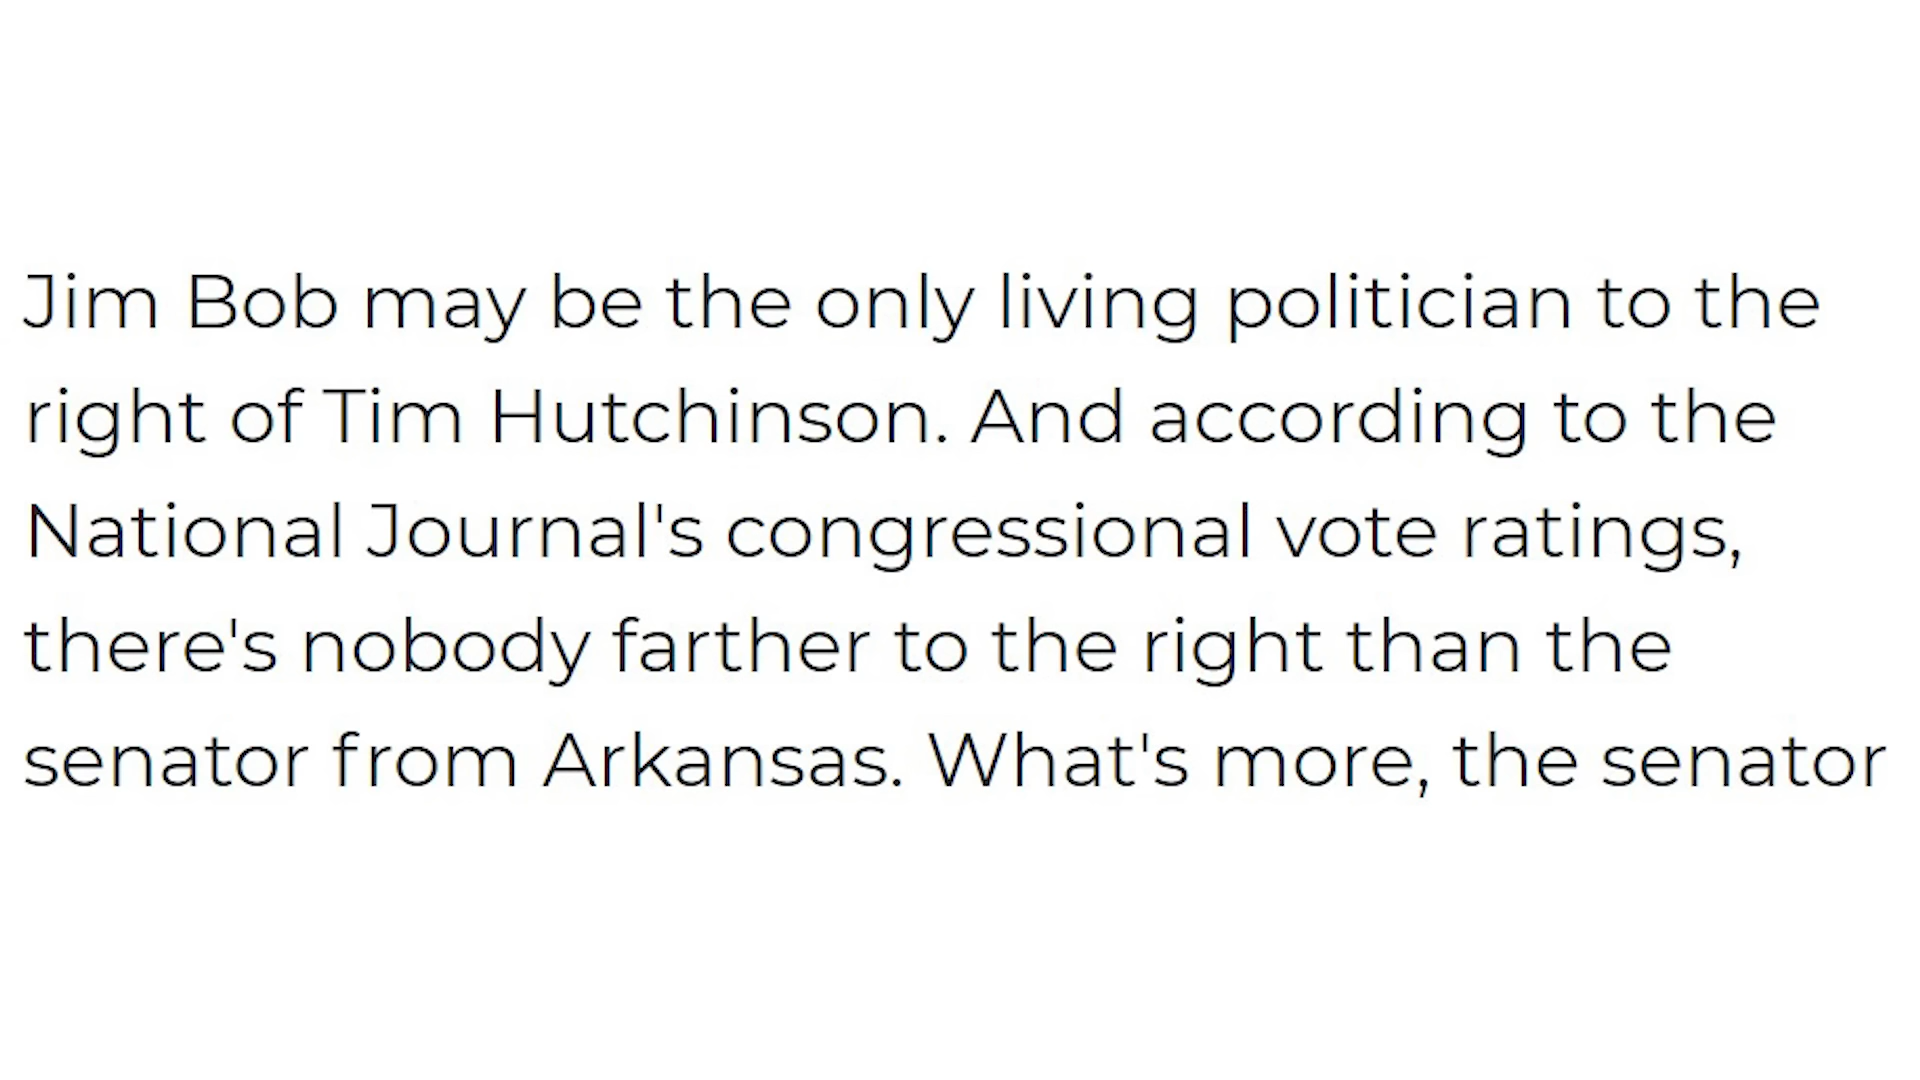 Jim Bob may be the only living politician to the
right of Tim Hutchinson. And according to the
National Journal's congressional vote ratings,
there's nobody farther to the right than the
senator from Arkansas. What's more, the senator